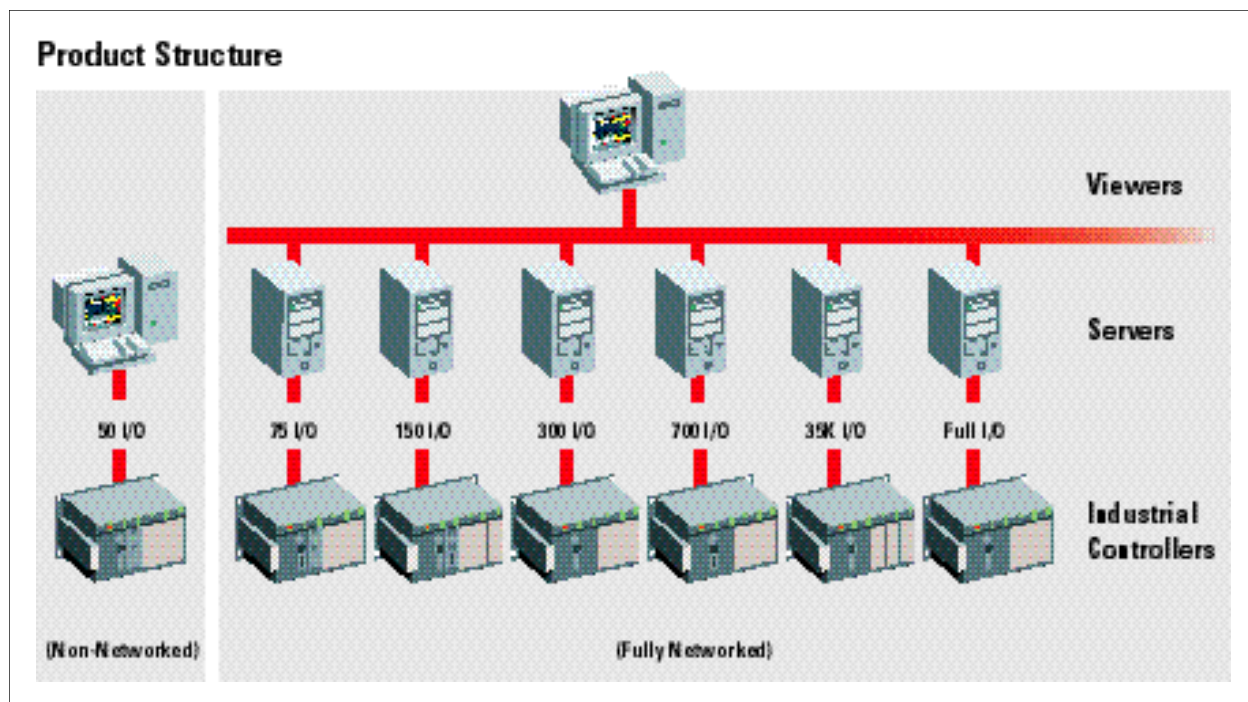 Product Structure
Viewers
Servers
50 I/O
75 I/O
150 I/O
300 I/O
700 I/O
35K I/O
Full I/O
Industrial
Controllers
(Non-Networked)
(Fully Networked)